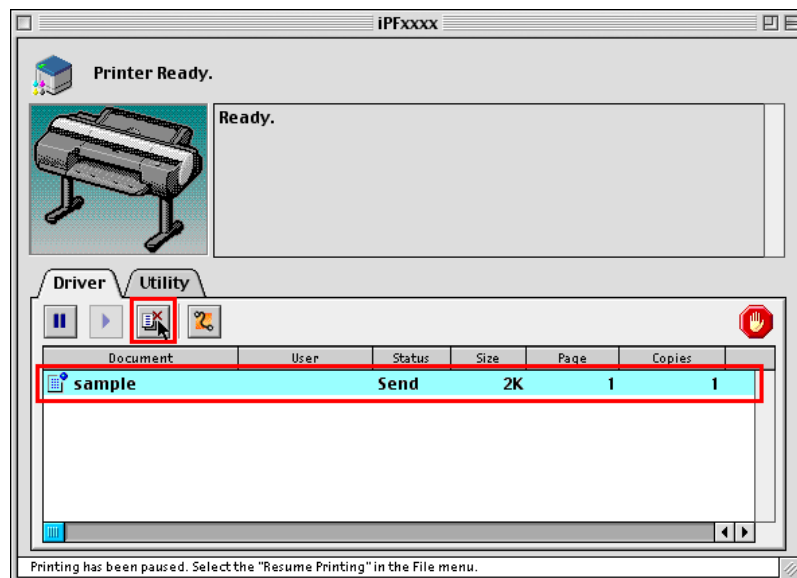 iPFxxxx
Printer Ready.
Ready.
Driver Utility
Document User Status Size Page Copies
sample Send 2K 1 1
Printing has been paused. Select the "Resume Printing" in the File menu.